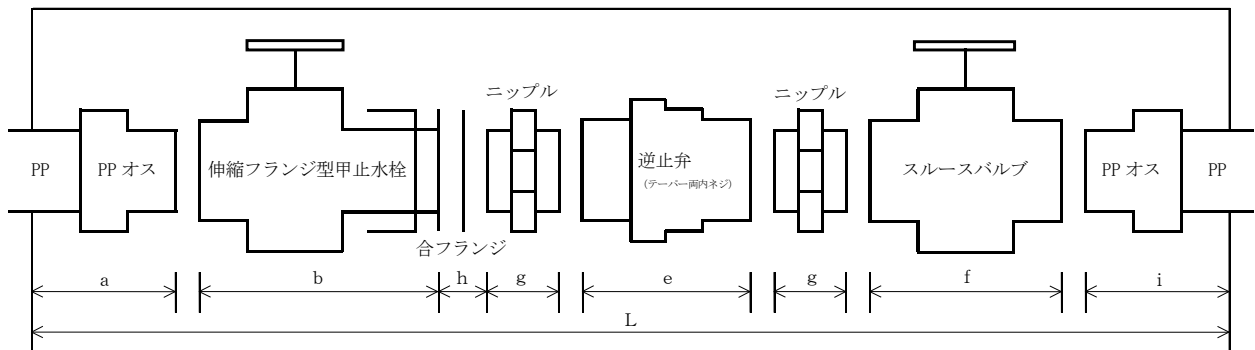 ニップル
ニップル
PP
PP オス
伸縮フランジ型甲止水栓
逆止弁
(テーパー両内ネジ)
スルースバルブ
PP オス
PP
合フランジ
a
b
h
g
e
g
f
i
L